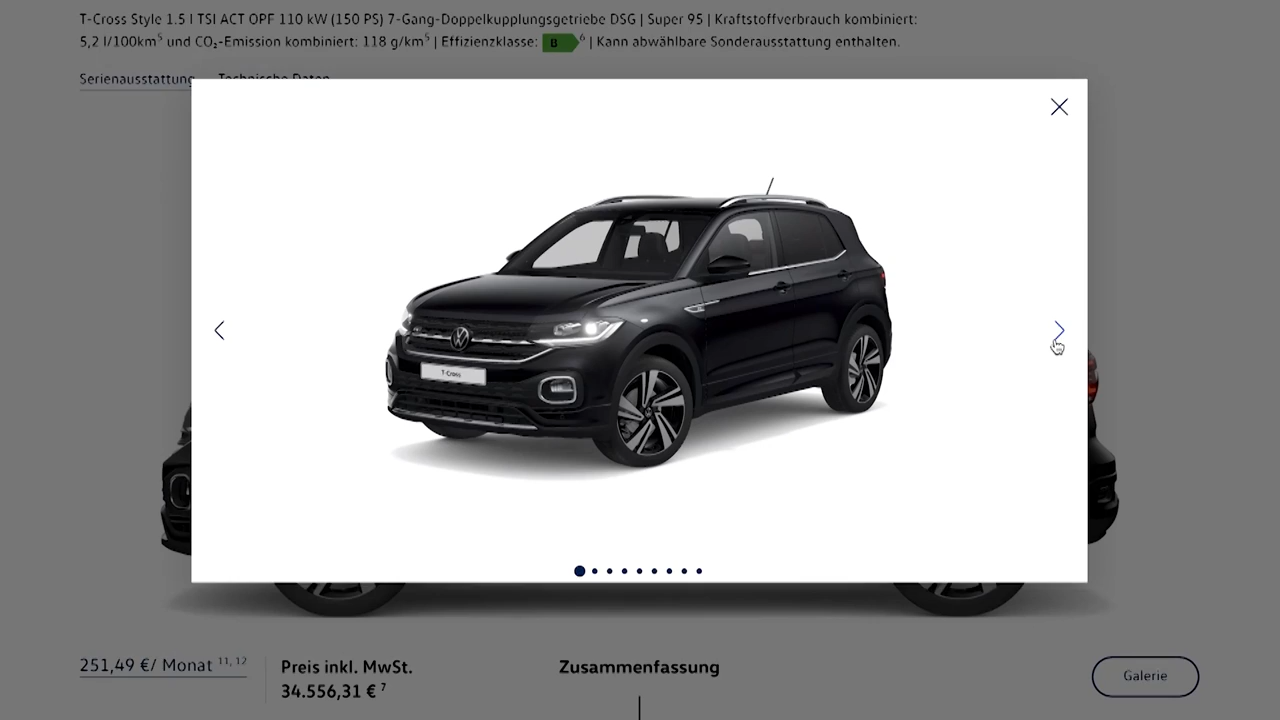 T-Cross Style 1.5 l TSI ACT OPF 110 kW (150 PS) 7-Gang-Doppelkupplungsgetriebe DSG | Super 95 | Kraftstoffverbrauch kombiniert:
5,2 l/100km⁵ und CO₂-Emission kombiniert: 118 g/km⁵ | Effizienzklasse: B ⁶ | Kann abwählbare Sonderausstattung enthalten.
Serienausstattung Technische Daten
T-Cross
251,49 €/ Monat ¹¹, ¹²
Preis inkl. MwSt.
34.556,31 € ⁷
Zusammenfassung
Galerie